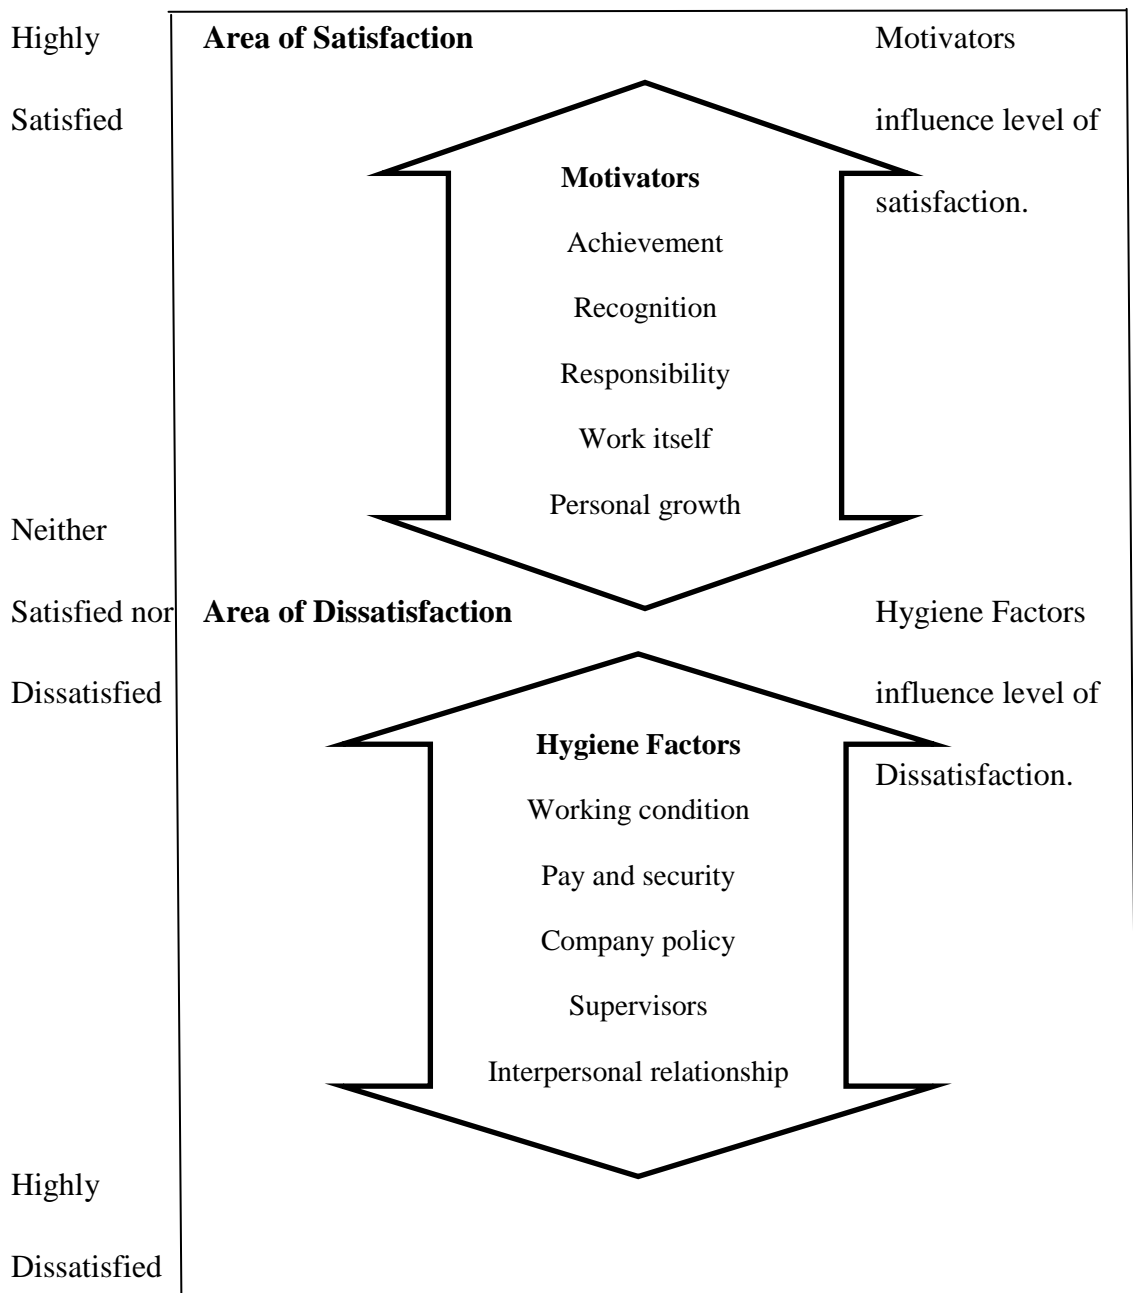 Highly
Area of Satisfaction
Motivators
Satisfied
influence level of
Motivators
satisfaction.
Achievement
Recognition
Responsibility
Work itself
Personal growth
Neither
Satisfied nor
Area of Dissatisfaction
Hygiene Factors
Dissatisfied
influence level of
Hygiene Factors
Dissatisfaction.
Working condition
Pay and security
Company policy
Supervisors
Interpersonal relationship
Highly
Dissatisfied